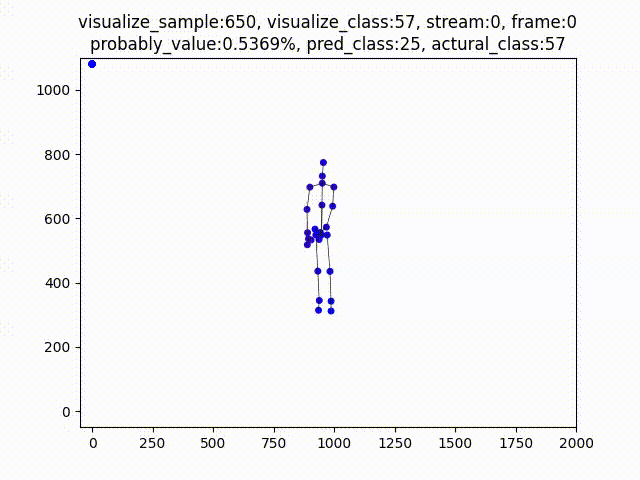 visualize_sample:650, visualize_class:57, stream:0, frame:0
probably_value:0.5369%, pred_class:25, actural_class:57
1000
800
600
400
200
0
0 250 500 750 1000 1250 1500 1750 2000